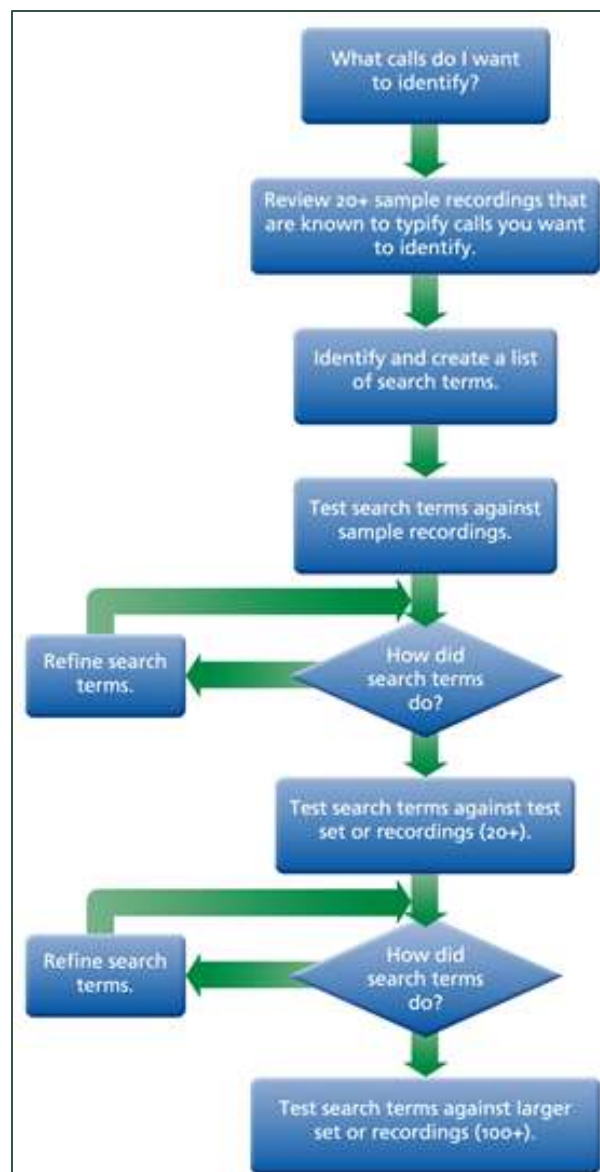 What calls do I want
to identify?
Review 20+ sample recordings that
are known to typify calls you want
to identify.
Identify and create a list
of search terms.
Test search terms against
sample recordings.
How did
search terms
do?
Refine search
terms.
Test search terms against test
set or recordings (20+).
How did
search terms
do?
Refine search
terms.
Test search terms against larger
set or recordings (100+).